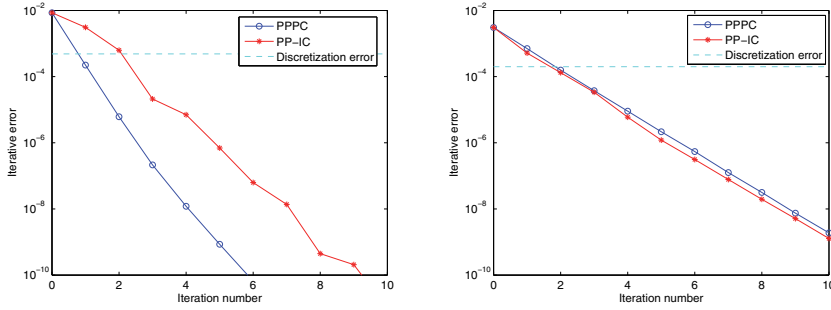 10^-2
10^-4
10^-6
10^-8
10^-10
Iterative error
0 2 4 6 8 10
Iteration number
PPPC
PP-IC
Discretization error
10^-2
10^-4
10^-6
10^-8
10^-10
Iterative error
0 2 4 6 8 10
Iteration number
PPPC
PP-IC
Discretization error